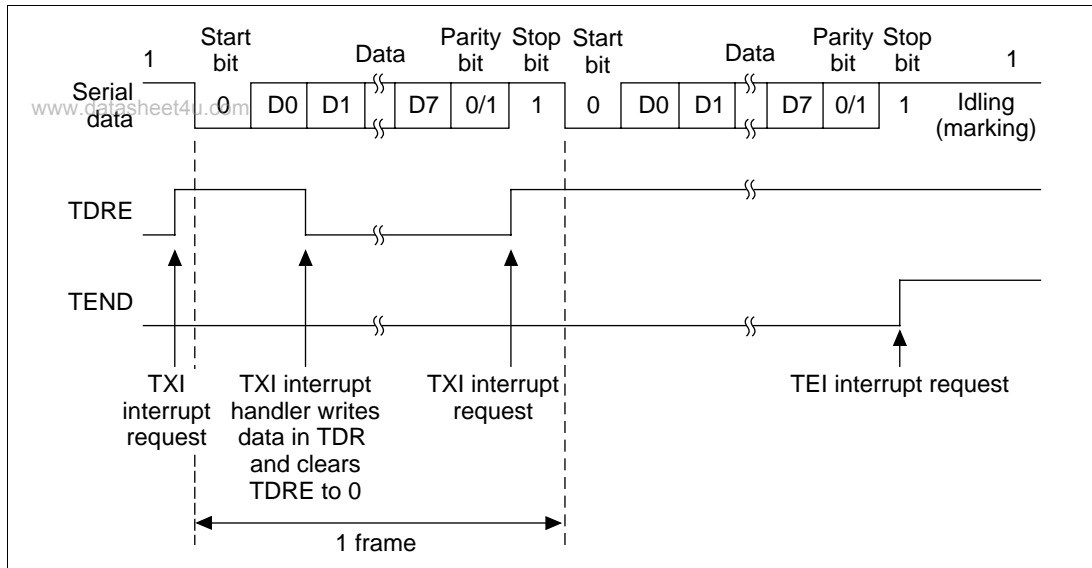 1
Start
bit
Data
Parity
bit
Stop
bit
Start
bit
Data
Parity
bit
Stop
bit
1
Serial
data
www.datasheet4u.com
0 D0 D1 D7 0/1 1 0 D0 D1 D7 0/1 1
Idling
(marking)
TDRE
TEND
TXI
interrupt
request
TXI interrupt
handler writes
data in TDR
and clears
TDRE to 0
TXI interrupt
request
TEI interrupt request
1 frame